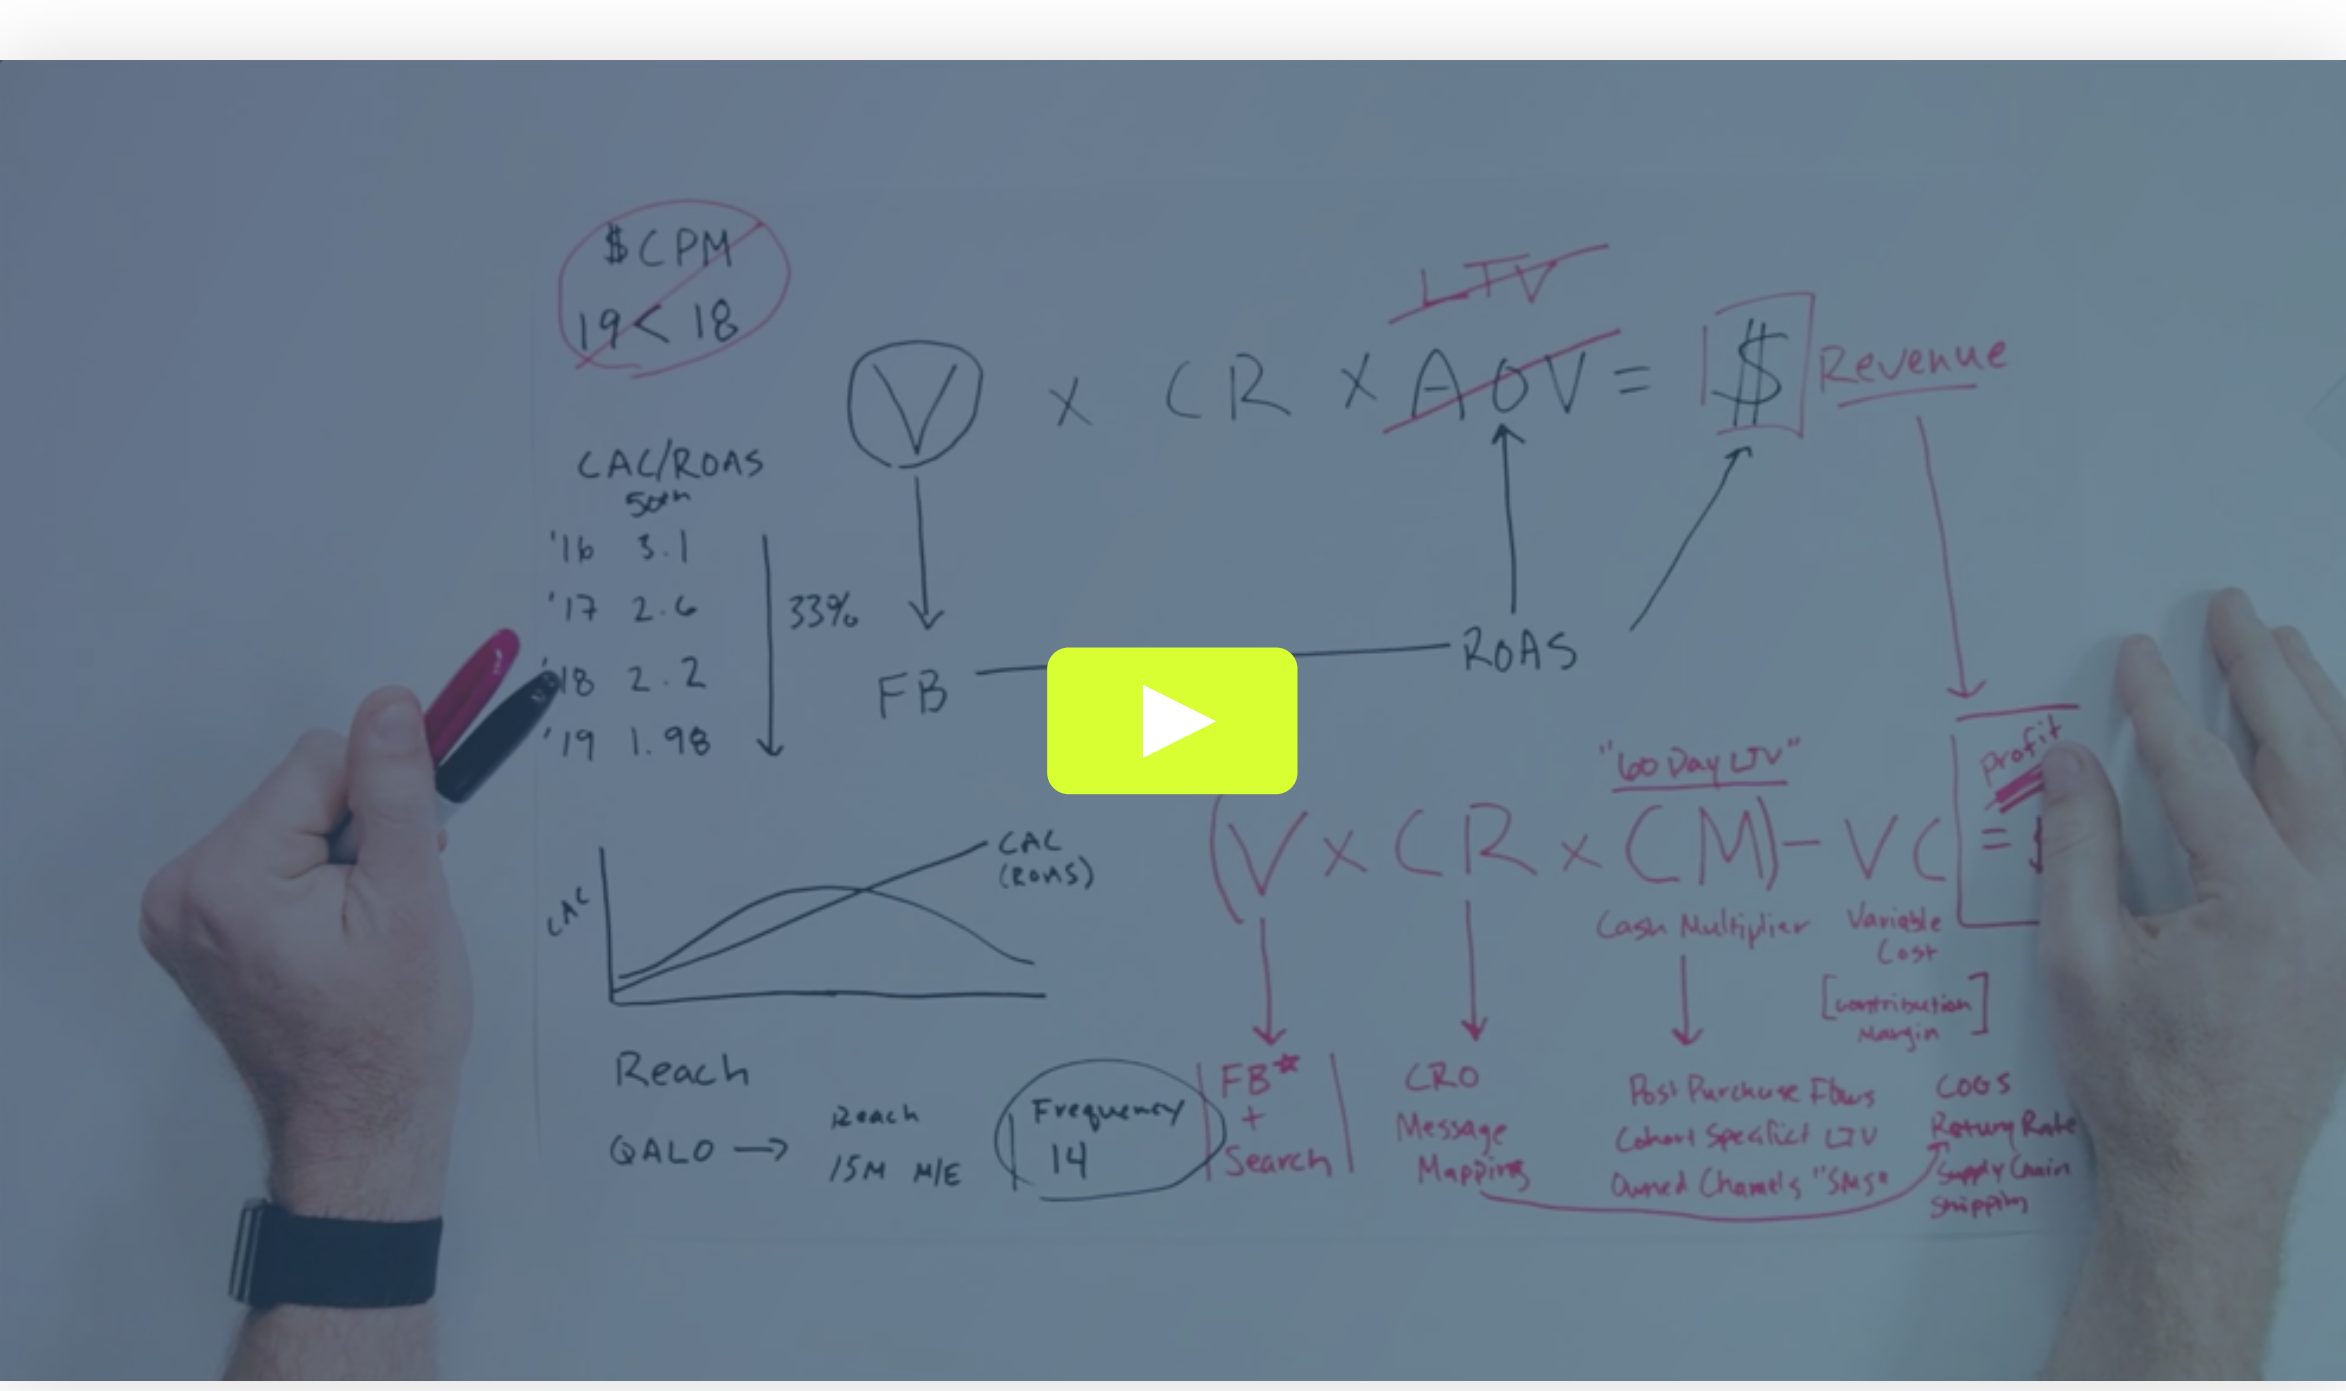 $CPM
19 < 18
LTV
V x CR x AOV = $ Revenue
CAC/ROAS
'16 3.1
'17 2.6
'18 2.2
'19 1.98
33%
FB
ROAS
CAC
CAC
(ROAS)
"60 Day LTV"
profit
(V x CR x CM) - VC =
Cash Multiplier
Variable
Cost
[contribution
Margin]
Reach
QALO →
Reach
15M M/E
Frequency
14
FB*
+
Search
CRO
Message
Mapping
Post Purchase Flows
Cohort Specific LTV
Owned Channels "SMS"
COGS
Return Rate
Supply Chain
Shipping